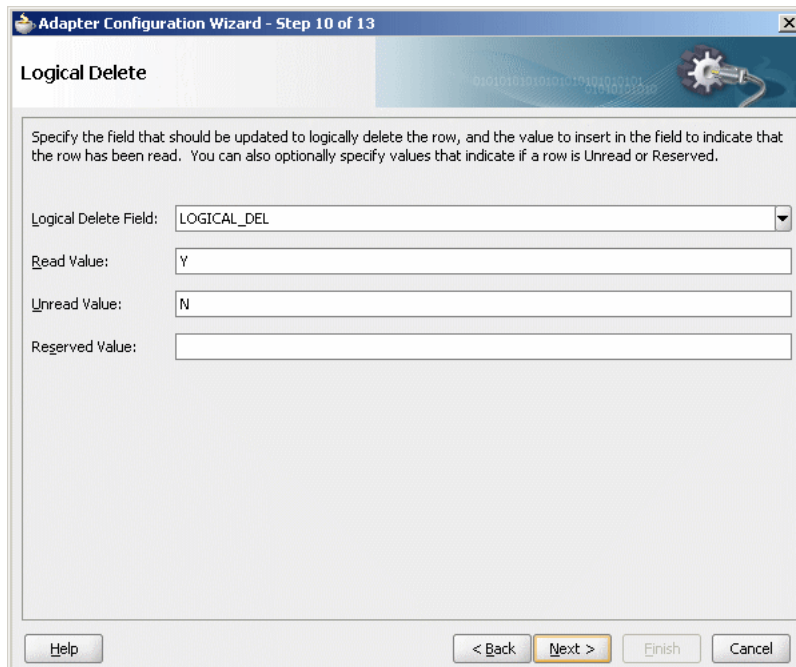 Adapter Configuration Wizard - Step 10 of 13
Logical Delete
Specify the field that should be updated to logically delete the row, and the value to insert in the field to indicate that
the row has been read. You can also optionally specify values that indicate if a row is Unread or Reserved.
Logical Delete Field: LOGICAL_DEL
Read Value: Y
Unread Value: N
Reserved Value:
Help < Back Next > Finish Cancel